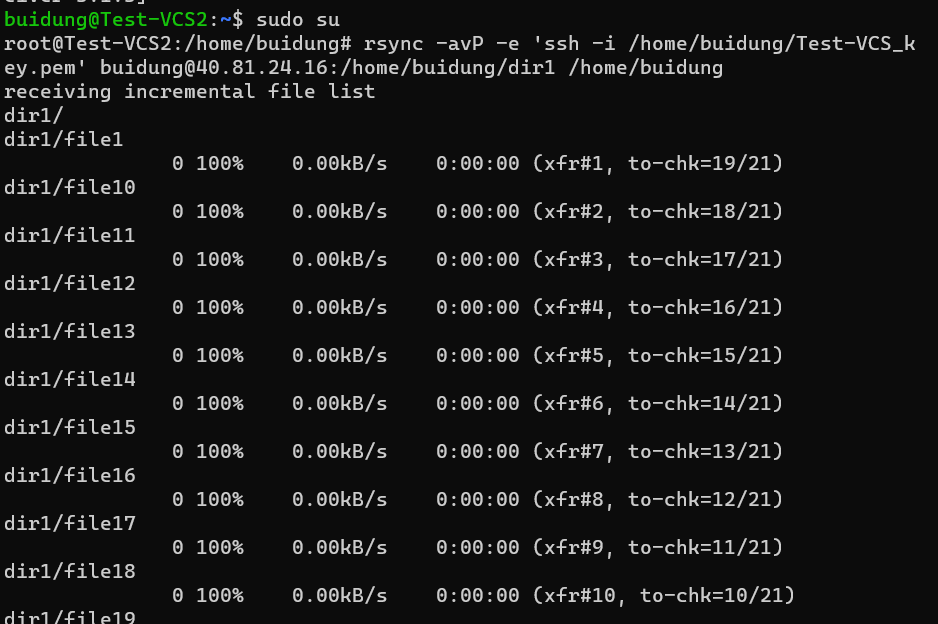 buidung@Test-VCS2:~$ sudo su
root@Test-VCS2:/home/buidung# rsync -avP -e 'ssh -i /home/buidung/Test-VCS_k
ey.pem' buidung@40.81.24.16:/home/buidung/dir1 /home/buidung
receiving incremental file list
dir1/
dir1/file1
              0 100%    0.00kB/s    0:00:00 (xfr#1, to-chk=19/21)
dir1/file10
              0 100%    0.00kB/s    0:00:00 (xfr#2, to-chk=18/21)
dir1/file11
              0 100%    0.00kB/s    0:00:00 (xfr#3, to-chk=17/21)
dir1/file12
              0 100%    0.00kB/s    0:00:00 (xfr#4, to-chk=16/21)
dir1/file13
              0 100%    0.00kB/s    0:00:00 (xfr#5, to-chk=15/21)
dir1/file14
              0 100%    0.00kB/s    0:00:00 (xfr#6, to-chk=14/21)
dir1/file15
              0 100%    0.00kB/s    0:00:00 (xfr#7, to-chk=13/21)
dir1/file16
              0 100%    0.00kB/s    0:00:00 (xfr#8, to-chk=12/21)
dir1/file17
              0 100%    0.00kB/s    0:00:00 (xfr#9, to-chk=11/21)
dir1/file18
              0 100%    0.00kB/s    0:00:00 (xfr#10, to-chk=10/21)
dir1/file19